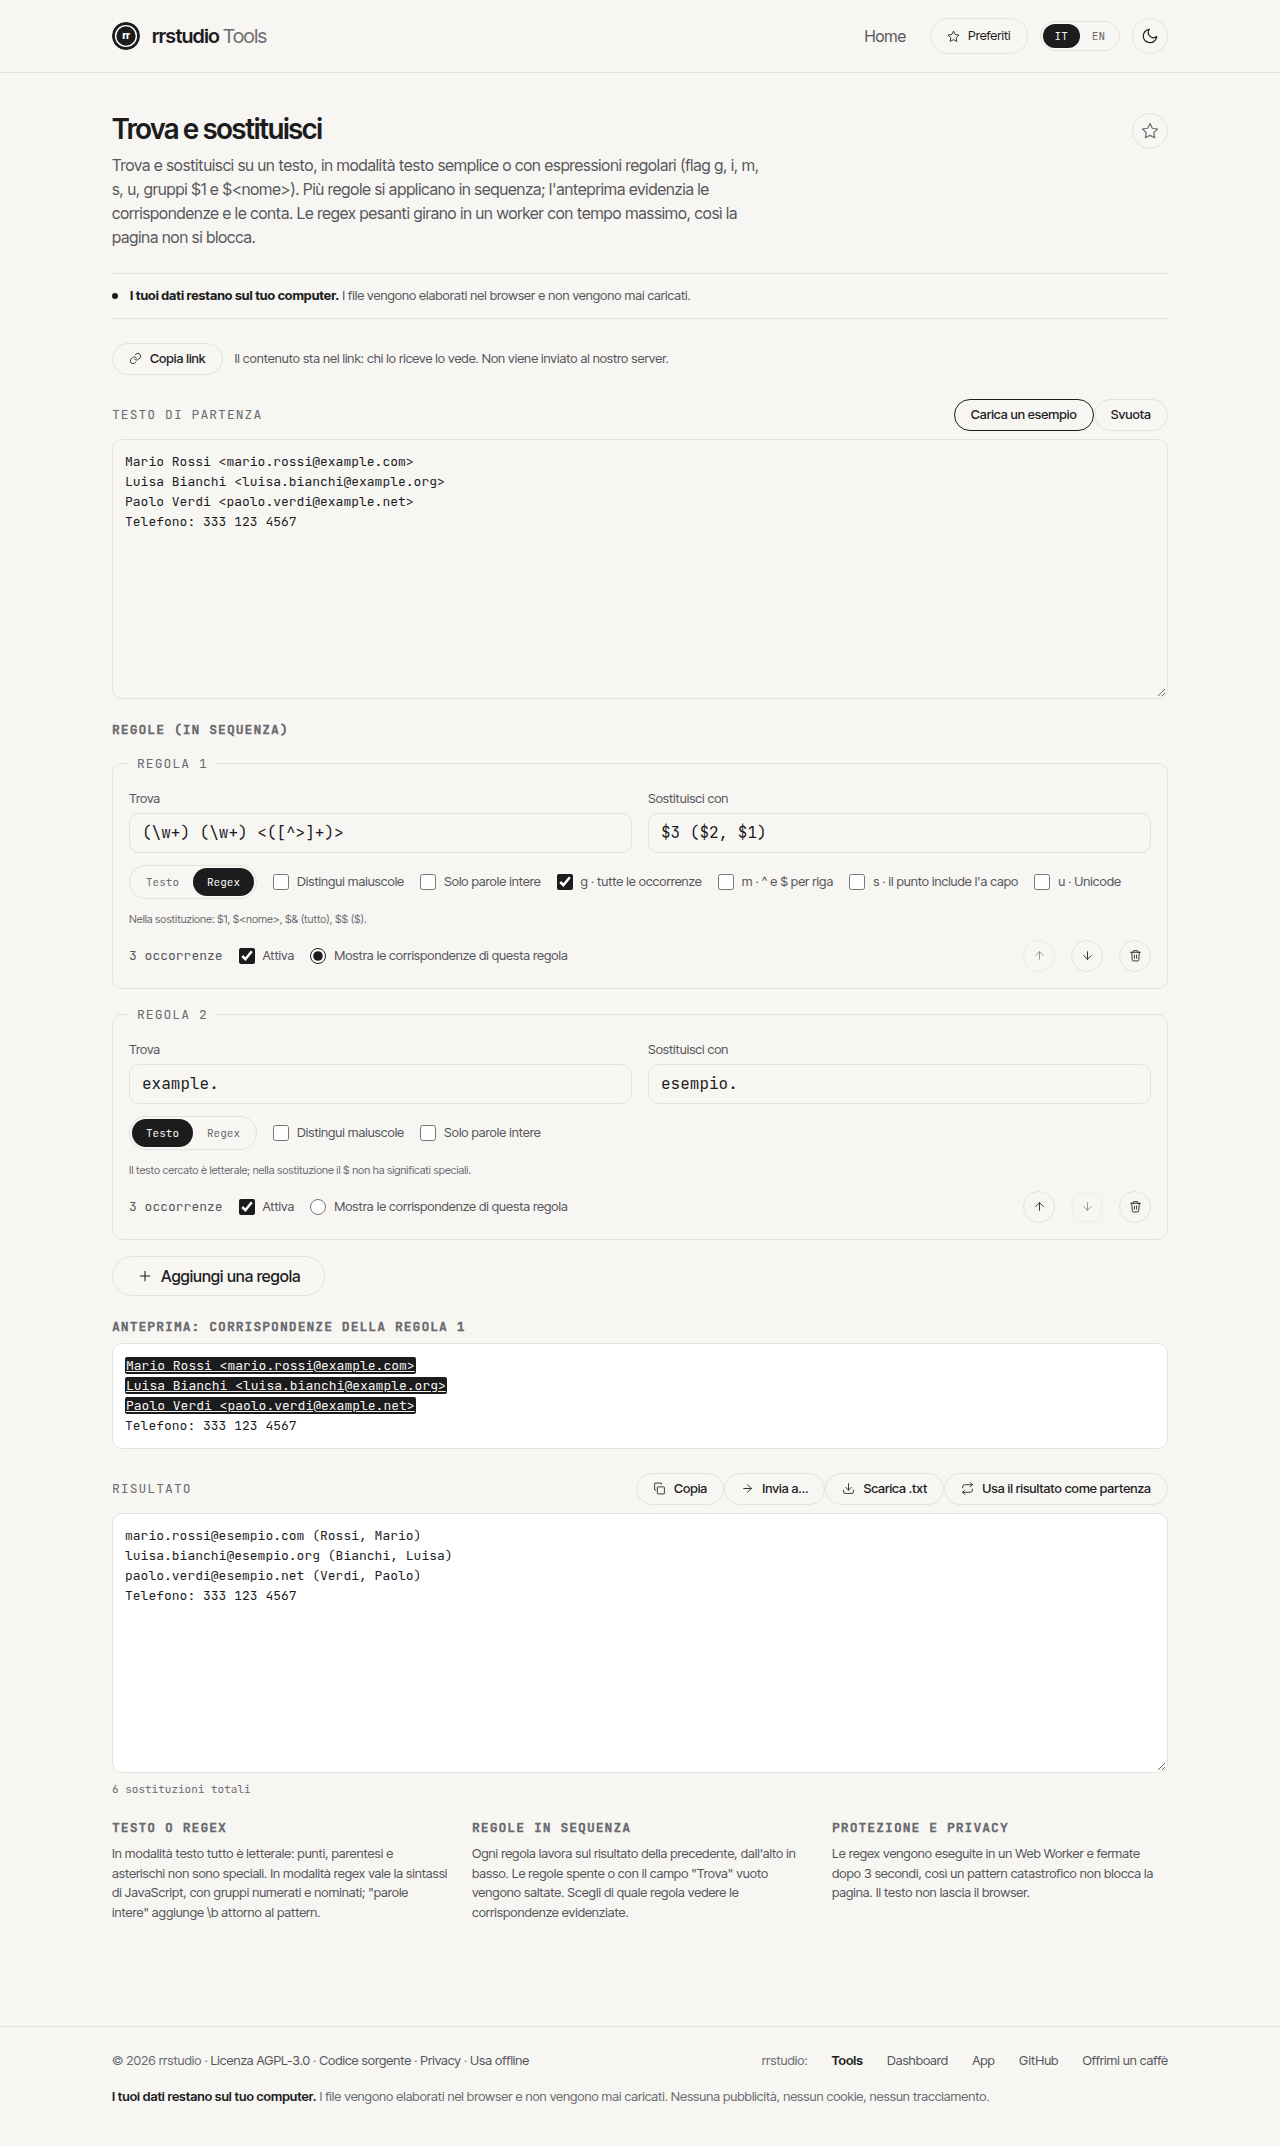 rr rrstudio Tools
Home
Preferiti
IT EN
Trova e sostituisci
Trova e sostituisci su un testo, in modalità testo semplice o con espressioni regolari (flag g, i, m,
s, u, gruppi $1 e $<nome>). Più regole si applicano in sequenza; l'anteprima evidenzia le
corrispondenze e le conta. Le regex pesanti girano in un worker con tempo massimo, così la
pagina non si blocca.
I tuoi dati restano sul tuo computer. I file vengono elaborati nel browser e non vengono mai caricati.
Copia link
Il contenuto sta nel link: chi lo riceve lo vede. Non viene inviato al nostro server.
TESTO DI PARTENZA
Carica un esempio
Svuota
Mario Rossi <mario.rossi@example.com>
Luisa Bianchi <luisa.bianchi@example.org>
Paolo Verdi <paolo.verdi@example.net>
Telefono: 333 123 4567
REGOLE (IN SEQUENZA)
REGOLA 1
Trova
Sostituisci con
(\w+) (\w+) <([^>]+)>
$3 ($2, $1)
Testo Regex
Distingui maiuscole
Solo parole intere
g · tutte le occorrenze
m · ^ e $ per riga
s · il punto include l'a capo
u · Unicode
Nella sostituzione: $1, $<nome>, $& (tutto), $$ ($).
3 occorrenze
Attiva
Mostra le corrispondenze di questa regola
REGOLA 2
Trova
Sostituisci con
example.
esempio.
Testo Regex
Distingui maiuscole
Solo parole intere
Il testo cercato è letterale; nella sostituzione il $ non ha significati speciali.
3 occorrenze
Attiva
Mostra le corrispondenze di questa regola
Aggiungi una regola
ANTEPRIMA: CORRISPONDENZE DELLA REGOLA 1
Mario Rossi <mario.rossi@example.com>
Luisa Bianchi <luisa.bianchi@example.org>
Paolo Verdi <paolo.verdi@example.net>
Telefono: 333 123 4567
RISULTATO
Copia
Invia a...
Scarica .txt
Usa il risultato come partenza
mario.rossi@esempio.com (Rossi, Mario)
luisa.bianchi@esempio.org (Bianchi, Luisa)
paolo.verdi@esempio.net (Verdi, Paolo)
Telefono: 333 123 4567
6 sostituzioni totali
TESTO O REGEX
In modalità testo tutto è letterale: punti, parentesi e
asterischi non sono speciali. In modalità regex vale la sintassi
di JavaScript, con gruppi numerati e nominati; "parole
intere" aggiunge \b attorno al pattern.
REGOLE IN SEQUENZA
Ogni regola lavora sul risultato della precedente, dall'alto in
basso. Le regole spente o con il campo "Trova" vuoto
vengono saltate. Scegli di quale regola vedere le
corrispondenze evidenziate.
PROTEZIONE E PRIVACY
Le regex vengono eseguite in un Web Worker e fermate
dopo 3 secondi, così un pattern catastrofico non blocca la
pagina. Il testo non lascia il browser.
© 2026 rrstudio · Licenza AGPL-3.0 · Codice sorgente · Privacy · Usa offline
rrstudio: Tools Dashboard App GitHub Offrimi un caffè
I tuoi dati restano sul tuo computer. I file vengono elaborati nel browser e non vengono mai caricati. Nessuna pubblicità, nessun cookie, nessun tracciamento.